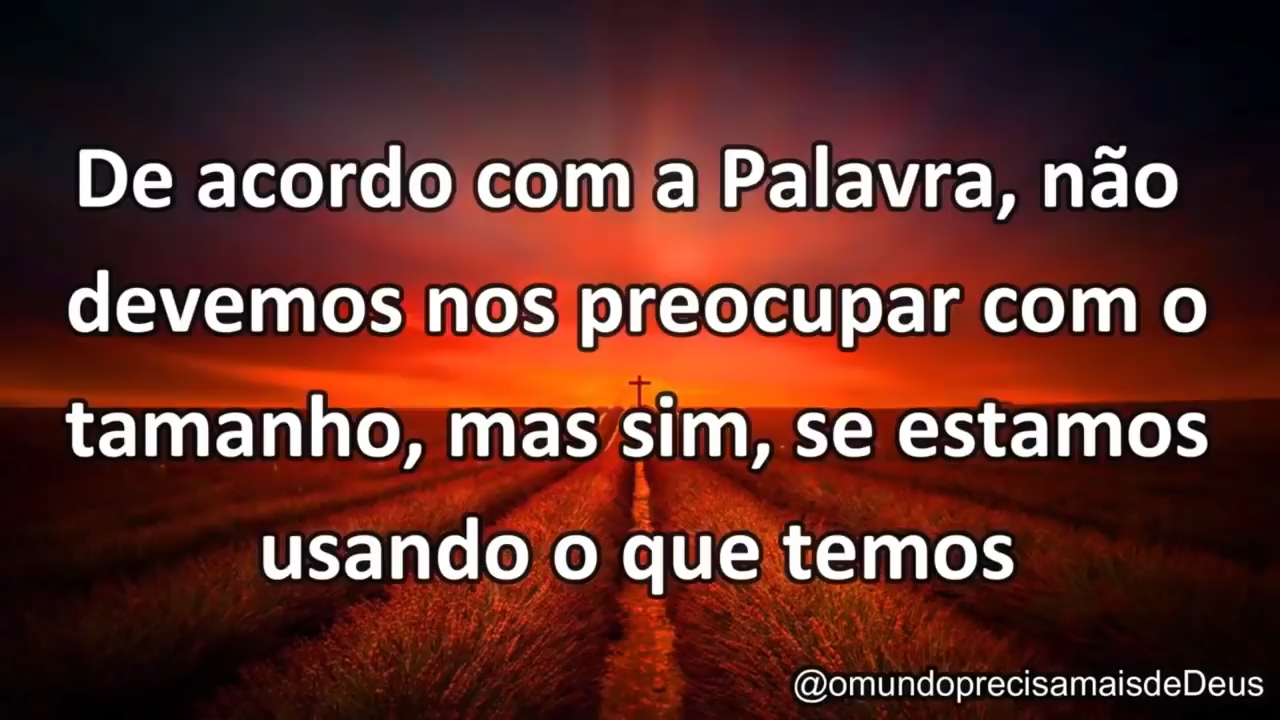 De acordo com a Palavra, não
devemos nos preocupar com o
tamanho, mas sim, se estamos
usando o que temos
@omundoprecisamaisdeDeus